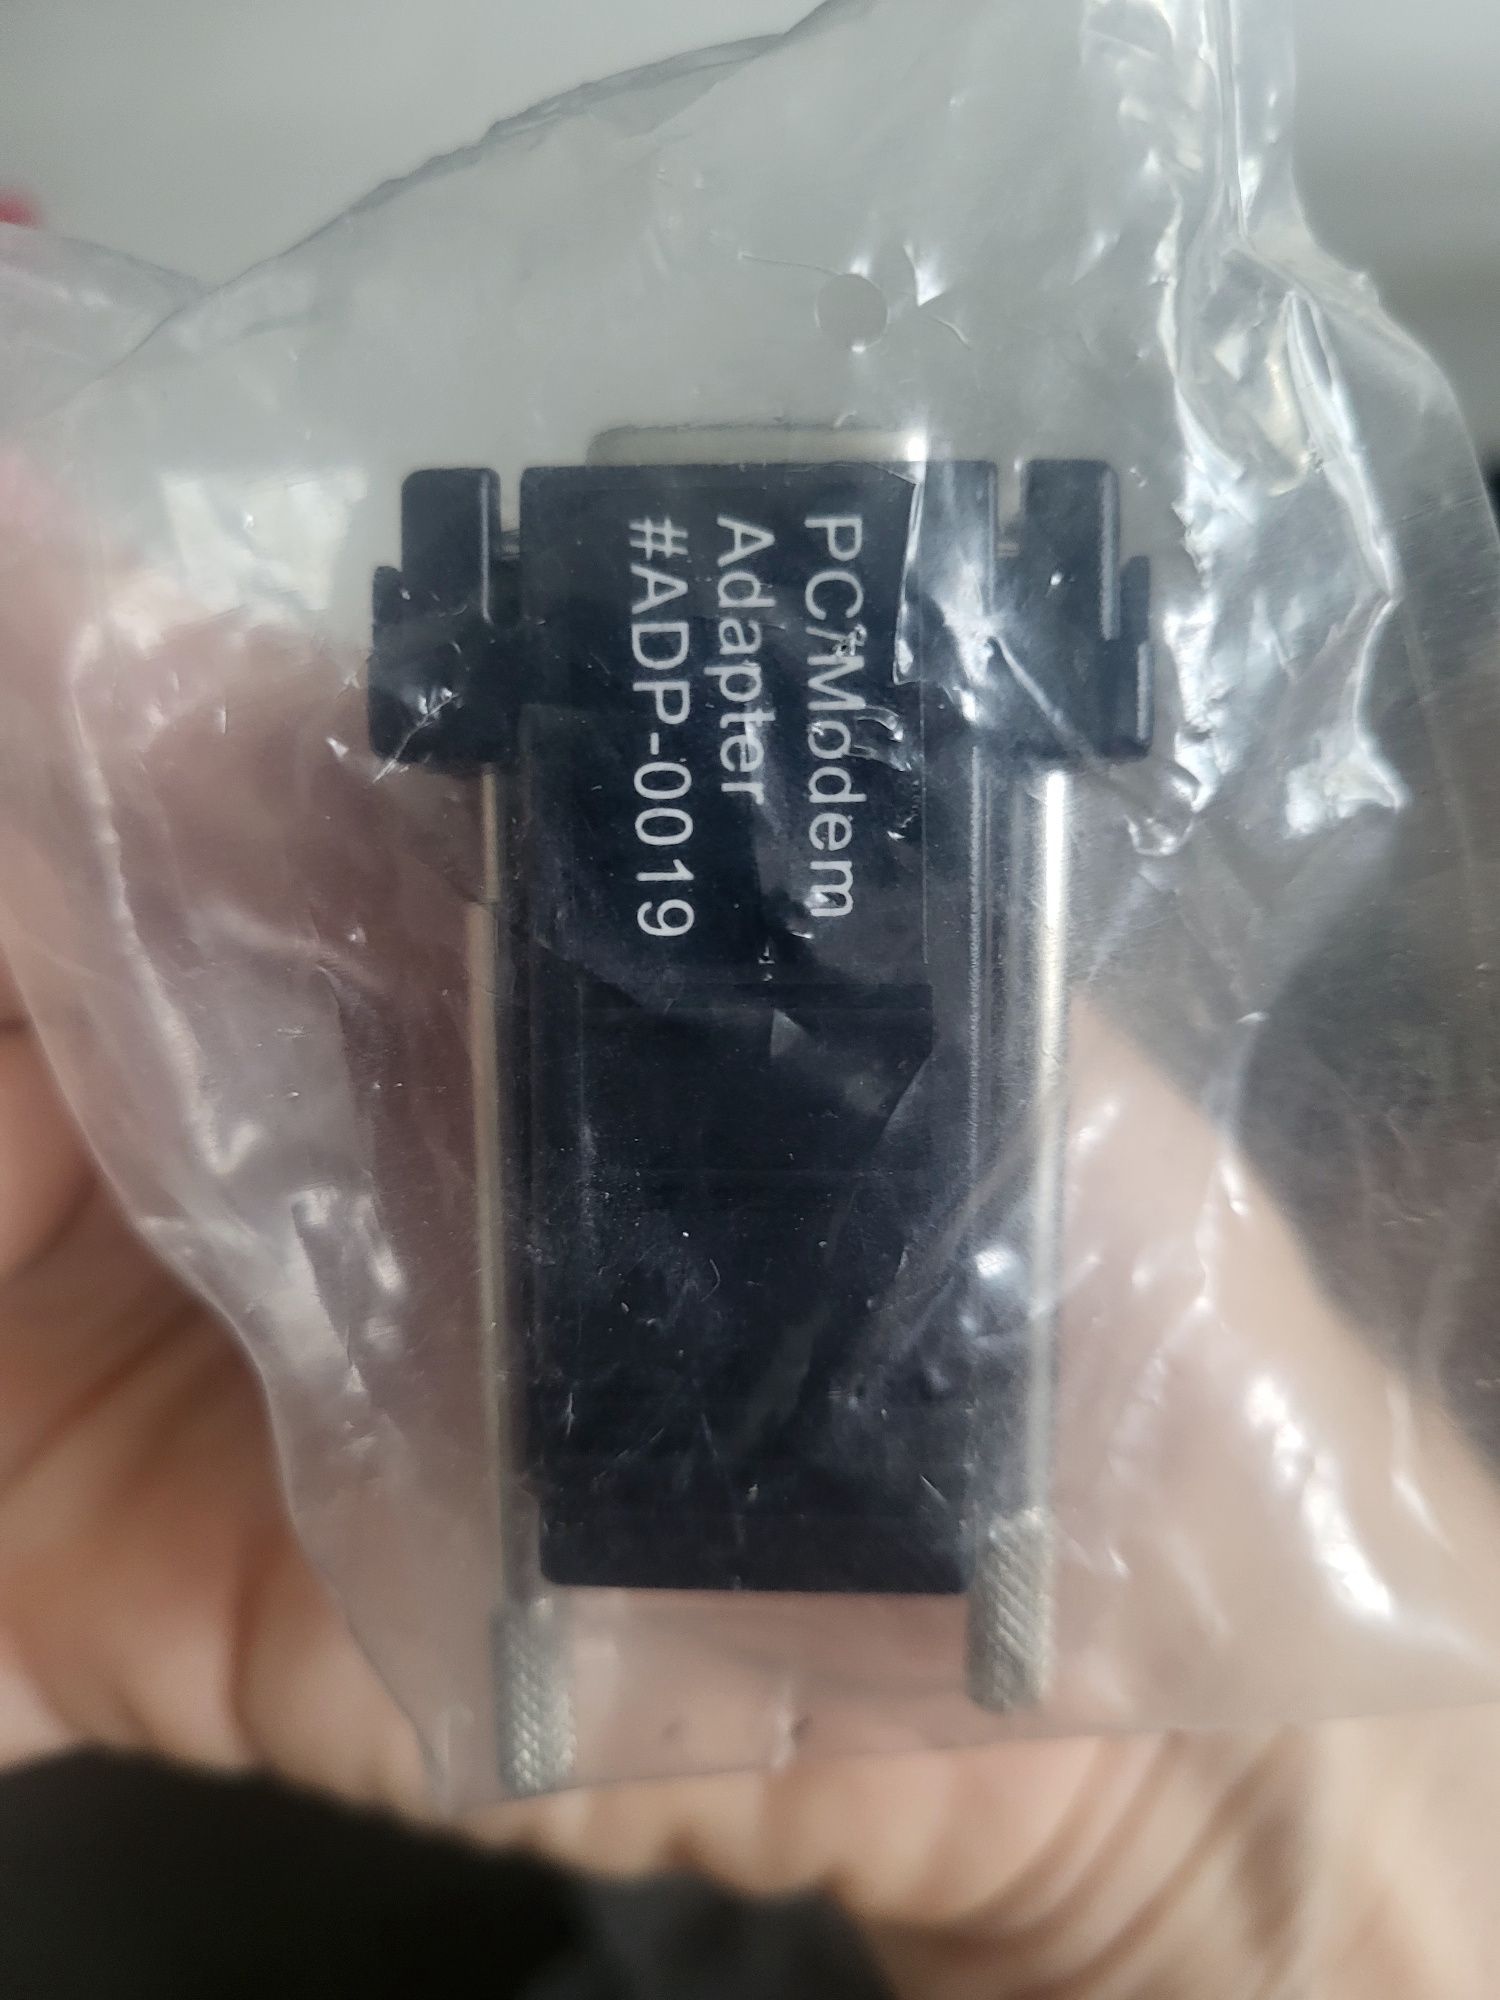 PC/Modem
Adapter
#ADP-0019